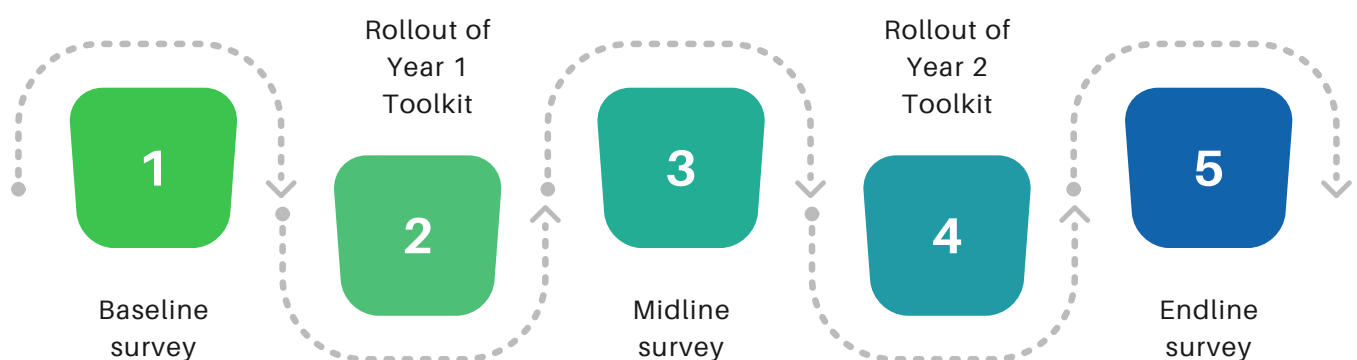 1
Baseline
survey
Rollout of
Year 1
Toolkit
2
3
Midline
survey
Rollout of
Year 2
Toolkit
4
5
Endline
survey